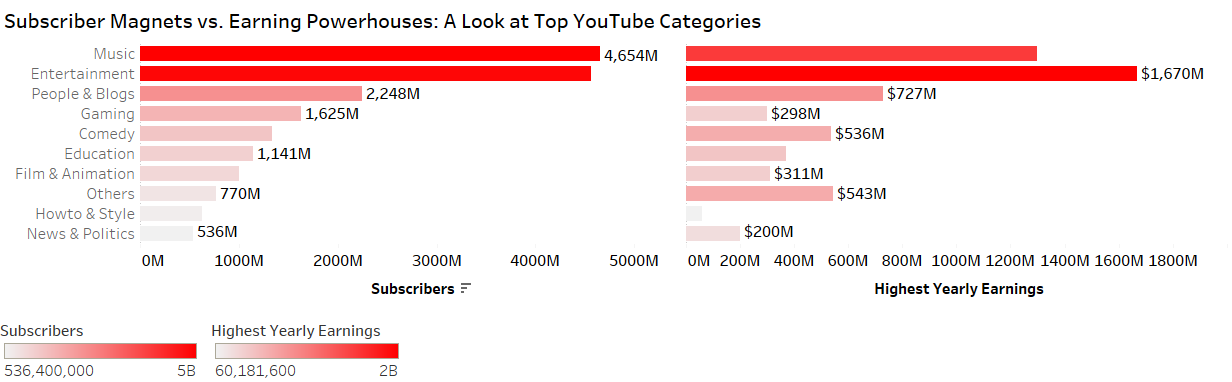 Subscriber Magnets vs. Earning Powerhouses: A Look at Top YouTube Categories
Music 4,654M
Entertainment $1,670M
People & Blogs 2,248M $727M
Gaming 1,625M $298M
Comedy $536M
Education 1,141M
Film & Animation $311M
Others 770M $543M
Howto & Style
News & Politics 536M $200M
0M 1000M 2000M 3000M 4000M 5000M 0M 200M 400M 600M 800M 1000M 1200M 1400M 1600M 1800M
Subscribers Highest Yearly Earnings
Subscribers Highest Yearly Earnings
536,400,000 5B 60,181,600 2B